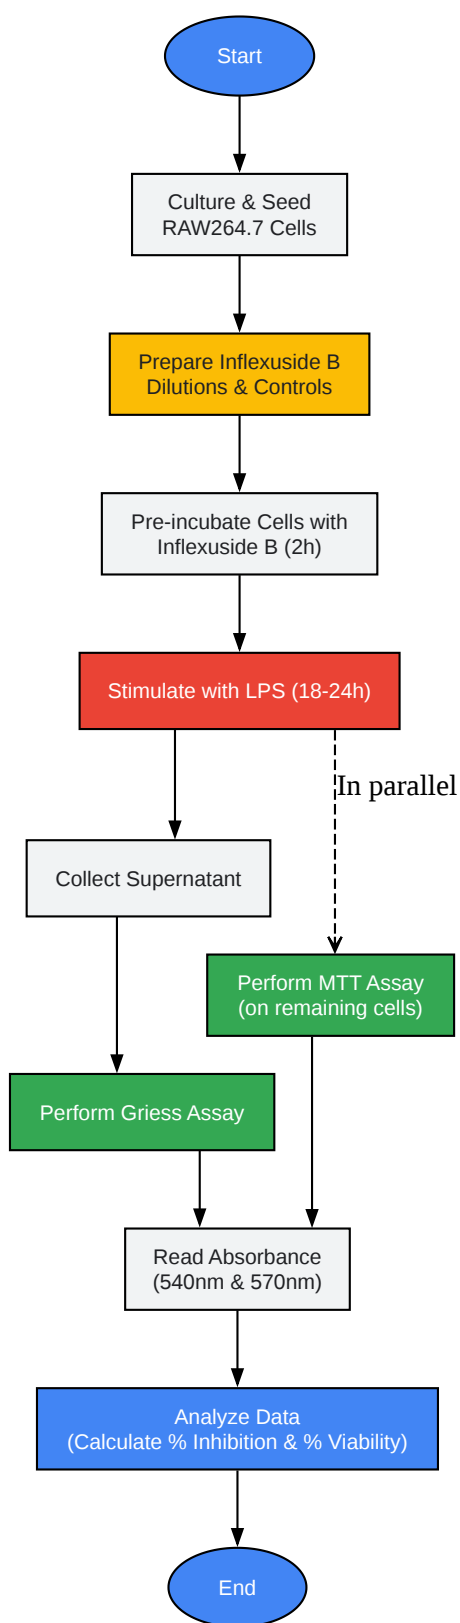 Start
Culture & Seed
RAW264.7 Cells
Prepare Inflexuside B
Dilutions & Controls
Pre-incubate Cells with
Inflexuside B (2h)
Stimulate with LPS (18-24h)
In parallel
Collect Supernatant
Perform MTT Assay
(on remaining cells)
Perform Griess Assay
Read Absorbance
(540nm & 570nm)
Analyze Data
(Calculate % Inhibition & % Viability)
End